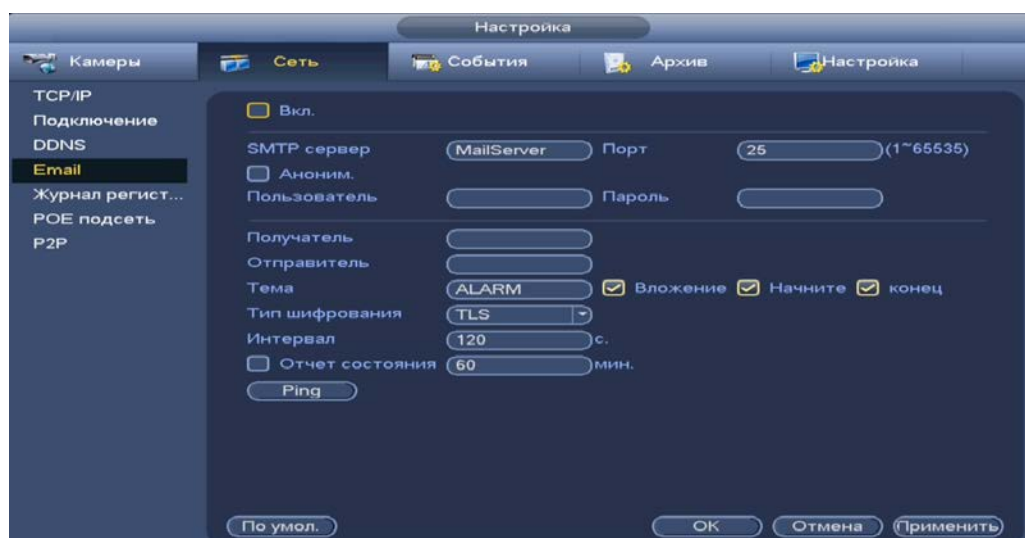 Настройка
Камеры Сеть События Архив Настройка
TCP/IP
Подключение
DDNS
Email
Журнал регист...
POE подсеть
P2P
Вкл.
SMTP сервер MailServer Порт 25 (1~65535)
Аноним.
Пользователь Пароль
Получатель
Отправитель
Тема ALARM Вложение Начните конец
Тип шифрования TLS
Интервал 120 с.
Отчет состояния 60 мин.
Ping
По умол. OK Отмена Применить